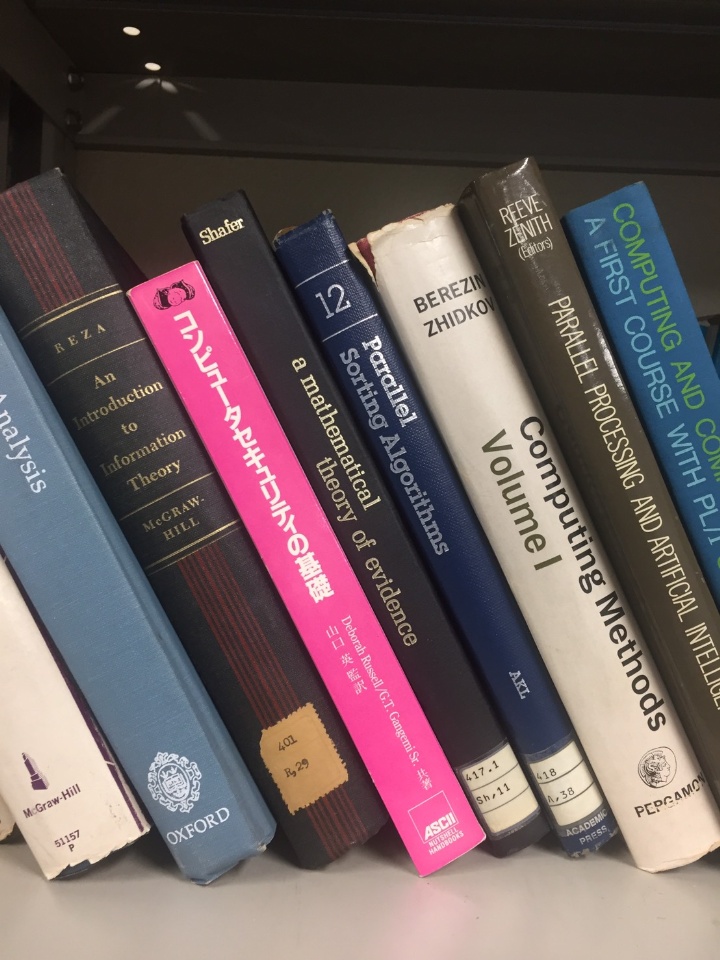 McGraw-Hill
51157
P
Analysis
OXFORD
REZA
An
Introduction
to
Information
Theory
McGRAW-
HILL
401
R,29
コンピュータセキュリティの基礎
Deborah Russell/G.T. Gangemi Sr. 共著
山口 英 監訳
ASCII
NUTSHELL
HANDBOOKS
Shafer
a mathematical
theory of evidence
417.1
Sh,11
12
Parallel
Sorting Algorithms
AKL
418
A,38
ACADEMIC
PRESS
BEREZIN
ZHIDKOV
Computing Methods
Volume I
PERGAMON
REEVE
ZENITH
(Editors)
PARALLEL PROCESSING AND ARTIFICIAL INTELLIGE
COMPUTING AND COM
A FIRST COURSE WITH PL/I